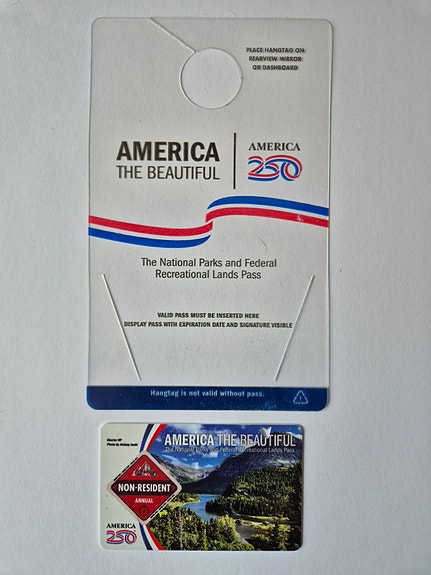 PLACE HANGTAG ON
REARVIEW MIRROR
OR DASHBOARD
AMERICA
THE BEAUTIFUL
AMERICA
250
The National Parks and Federal
Recreational Lands Pass
VALID PASS MUST BE INSERTED HERE
DISPLAY PASS WITH EXPIRATION DATE AND SIGNATURE VISIBLE
Hangtag is not valid without pass.
Glacier NP
AMERICA THE BEAUTIFUL
The National Parks and Federal Recreational Lands Pass
NON-RESIDENT
ANNUAL
AMERICA
250